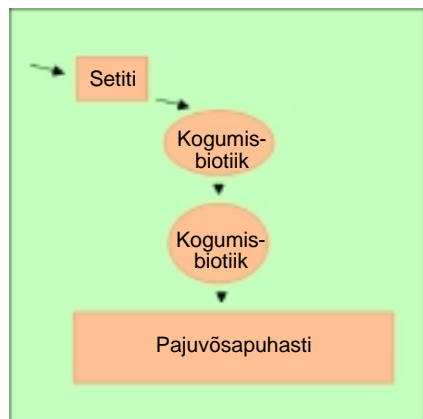 Setiti
Kogumis-
biotiik
Kogumis-
biotiik
Pajuvõsapuhasti